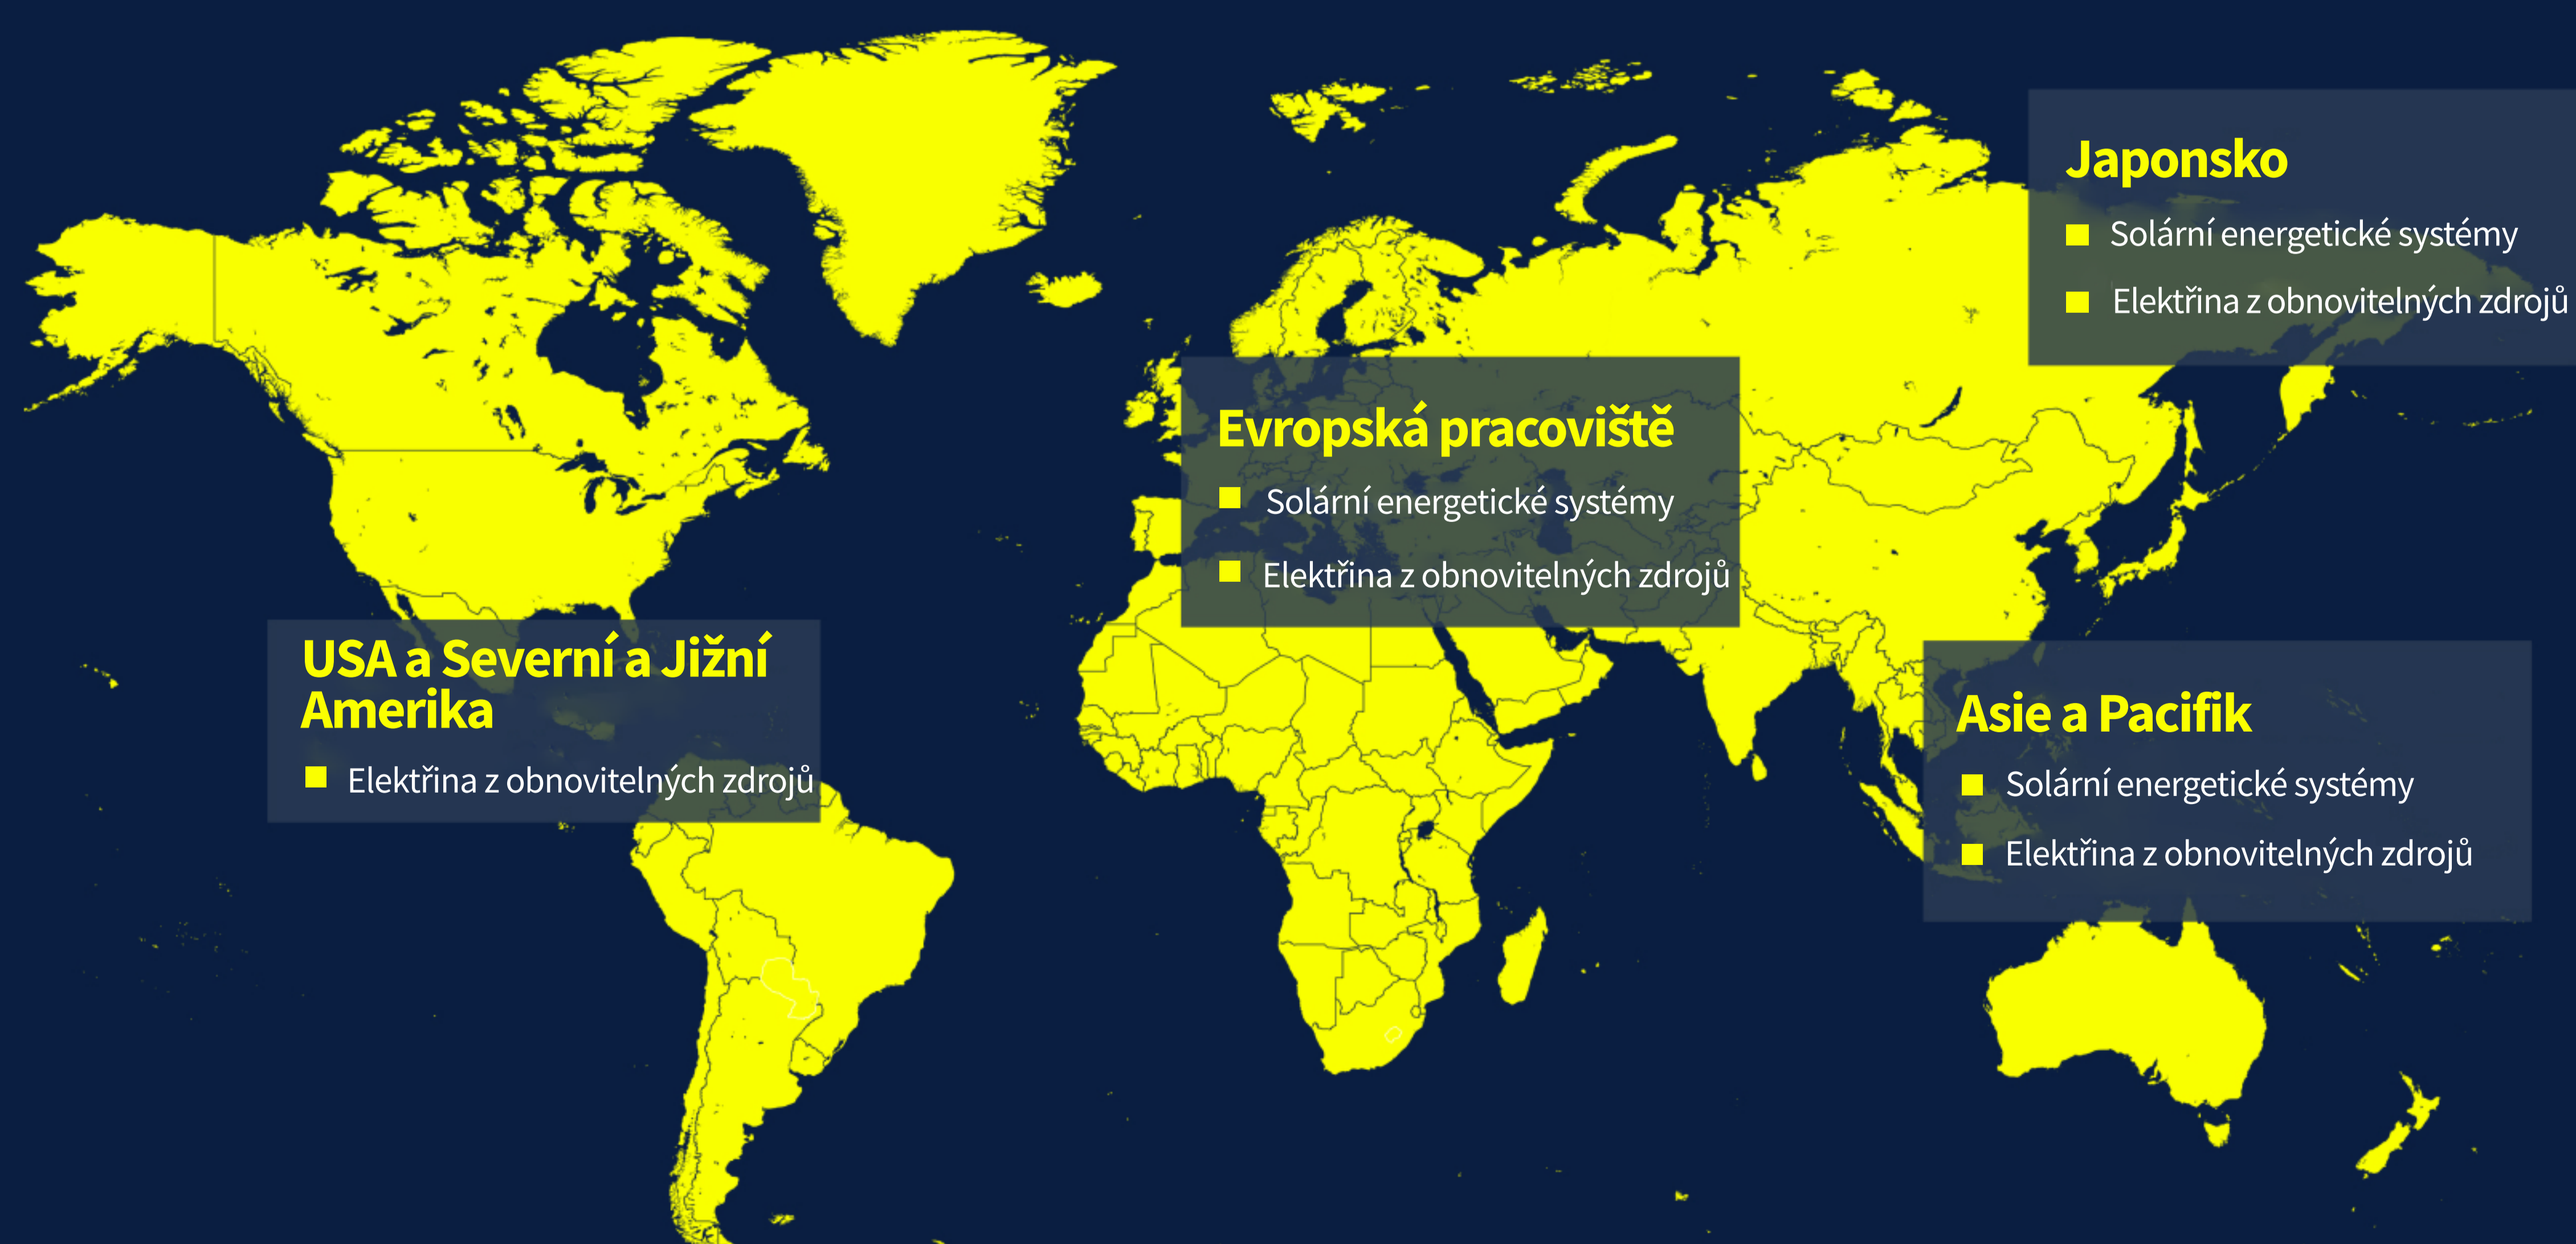 Japonsko
Solární energetické systémy
Elektřina z obnovitelných zdrojů
Evropská pracoviště
Solární energetické systémy
Elektřina z obnovitelných zdrojů
USA a Severní a Jižní
Amerika
Elektřina z obnovitelných zdrojů
Asie a Pacifik
Solární energetické systémy
Elektřina z obnovitelných zdrojů